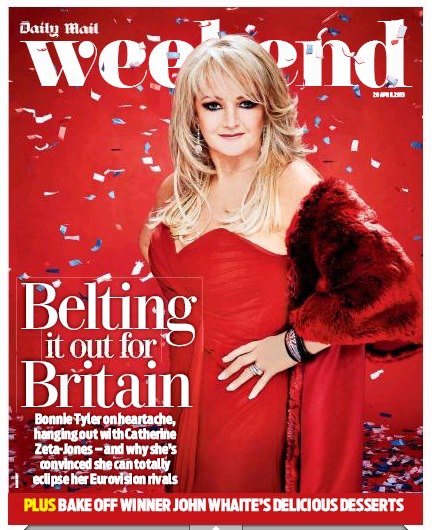 Daily Mail
weekend
20 APRIL 2013
Belting
it out for
Britain
Bonnie Tyler on heartache,
hanging out with Catherine
Zeta-Jones – and why she's
convinced she can totally
eclipse her Eurovision rivals
PLUS BAKE OFF WINNER JOHN WHAITE'S DELICIOUS DESSERTS